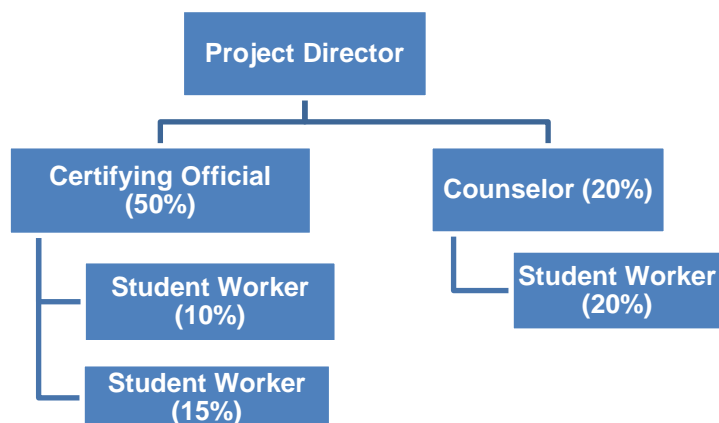 Project Director
Certifying Official
(50%)
Counselor (20%)
Student Worker
(10%)
Student Worker
(20%)
Student Worker
(15%)